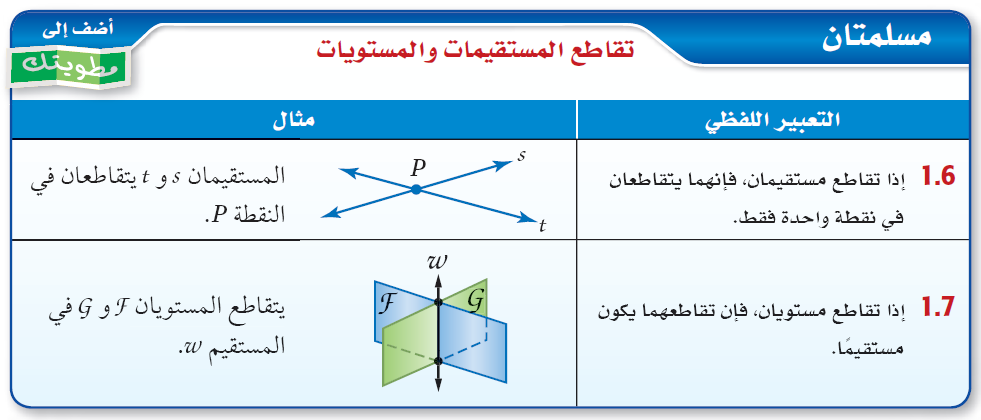 مسلمتان
تقاطع المستقيمات والمستويات
أضف إلى
مطويتك
التعبير اللفظي
مثال
1.6 إذا تقاطع مستقيمان، فإنهما يتقاطعان
في نقطة واحدة فقط.
P
s
t
المستقيمان s و t يتقاطعان في
النقطة P.
1.7 إذا تقاطع مستويان، فإن تقاطعهما يكون
مستقيمًا.
w
F
G
يتقاطع المستويان F و G في
المستقيم w.